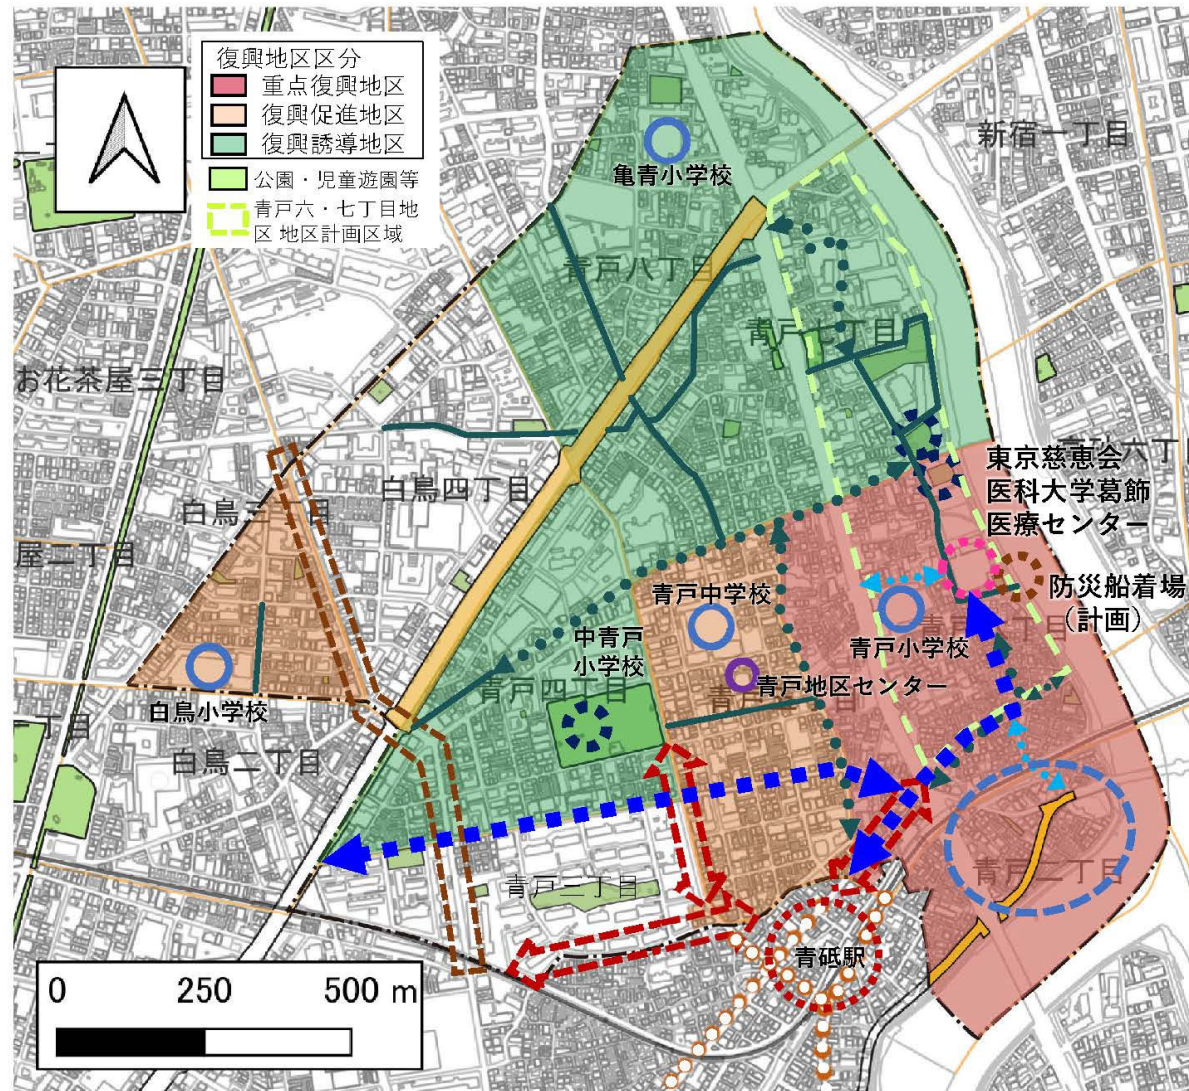 復興地区区分
重点復興地区
復興促進地区
復興誘導地区
公園・児童遊園等
青戸六・七丁目地
区 地区計画区域
新宿一丁目
亀青小学校
青戸八丁目
青戸七丁目
お花茶屋三丁目
白鳥四丁目
白鳥三丁目
東京慈恵会
医科大学葛飾
医療センター
六丁目
屋二丁目
防災船着場
(計画)
青戸中学校
中青戸
小学校
青戸小学校
青戸四丁目
青戸地区センター
白鳥小学校
丁目
白鳥二丁目
青戸三丁目
青戸二丁目
青砥駅
0 250 500 m